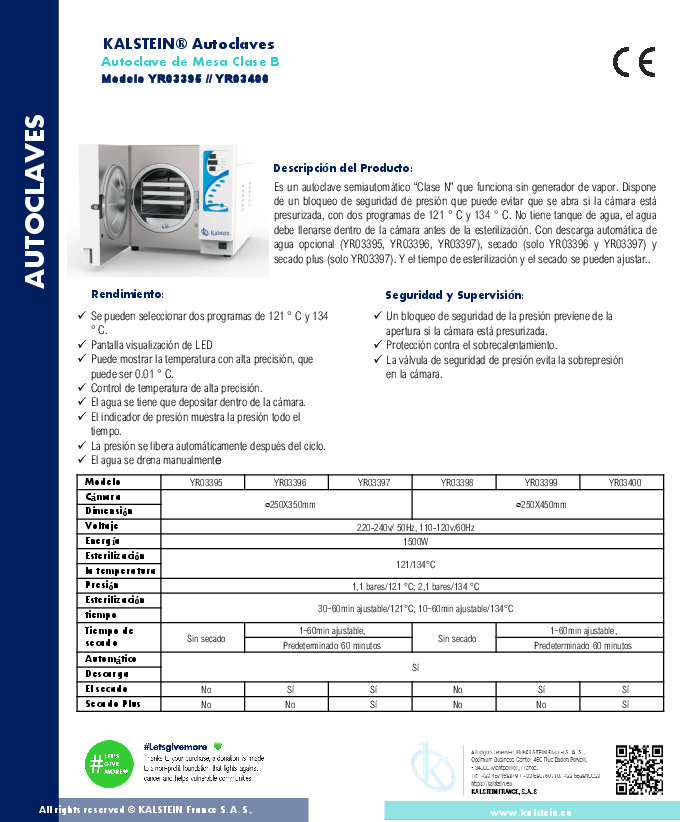 KALSTEIN® Autoclaves
Autoclave de Mesa Clase B
Modelo YR03395 // YR03400
CE
AUTOCLAVES
Kalstein
Descripción del Producto:
Es un autoclave semiautomático “Clase N” que funciona sin generador de vapor. Dispone
de un bloqueo de seguridad de presión que puede evitar que se abra si la cámara está
presurizada, con dos programas de 121 ° C y 134 ° C. No tiene tanque de agua, el agua
debe llenarse dentro de la cámara antes de la esterilización. Con descarga automática de
agua opcional (YR03395, YR03396, YR03397), secado (solo YR03396 y YR03397) y
secado plus (solo YR03397). Y el tiempo de esterilización y el secado se pueden ajustar..
Rendimiento:
✓ Se pueden seleccionar dos programas de 121 ° C y 134
° C.
✓ Pantalla visualización de LED
✓ Puede mostrar la temperatura con alta precisión, que
puede ser 0.01 ° C.
✓ Control de temperatura de alta precisión.
✓ El agua se tiene que depositar dentro de la cámara.
✓ El indicador de presión muestra la presión todo el
tiempo.
✓ La presión se libera automáticamente después del ciclo.
✓ El agua se drena manualmente
Seguridad y Supervisión:
✓ Un bloqueo de seguridad de la presión previene de la
apertura si la cámara está presurizada.
✓ Protección contra el sobrecalentamiento.
✓ La válvula de seguridad de presión evita la sobrepresión
en la cámara.
Modelo YR03395 YR03396 YR03397 YR03398 YR03399 YR03400
Cámara
Dimensión
⌀250X350mm ⌀250X450mm
Voltaje 220-240v/ 50Hz, 110-120v/60Hz
Energía 1500W
Esterilización
la temperatura
121/134°C
Presión 1,1 bares/121 °C; 2,1 bares/134 °C
Esterilización
tiempo
30-60min ajustable/121°C; 10-60min ajustable/134°C
Tiempo de
secado
Sin secado
1-60min ajustable,
Predeterminado 60 minutos
Sin secado
1-60min ajustable,
Predeterminado 60 minutos
Automático
Descarga
Sí
El secado No Sí Sí No Sí Sí
Secado Plus No No Sí No No Sí
#LET'S
GIVE
MORE
#Letsgivemore
Thanks to your purchase, a donation is made
to a non-profit foundation that fights against
cancer and helps vulnerable communities
All rights reserved ® KALSTEIN France S. A. S.,
Optimum Business Center 450 Rue Baden Powell,
34000 Montpellier, France.
https://kalstein.eu
KALSTEIN FRANCE, S.A.S
All rights reserved © KALSTEIN France S.A.S.,
www.kalstein.eu